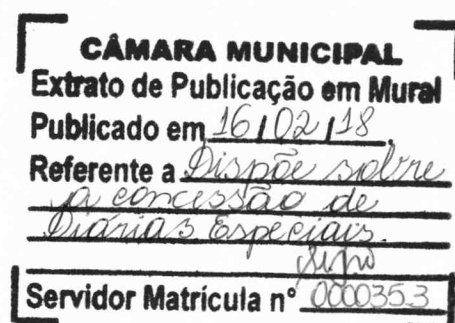 CÂMARA MUNICIPAL
Extrato de Publicação em Mural
Publicado em 16/02/18.
Referente a Dispõe sobre
a concessão de
Diárias Especiais.
Servidor Matrícula nº 0000353